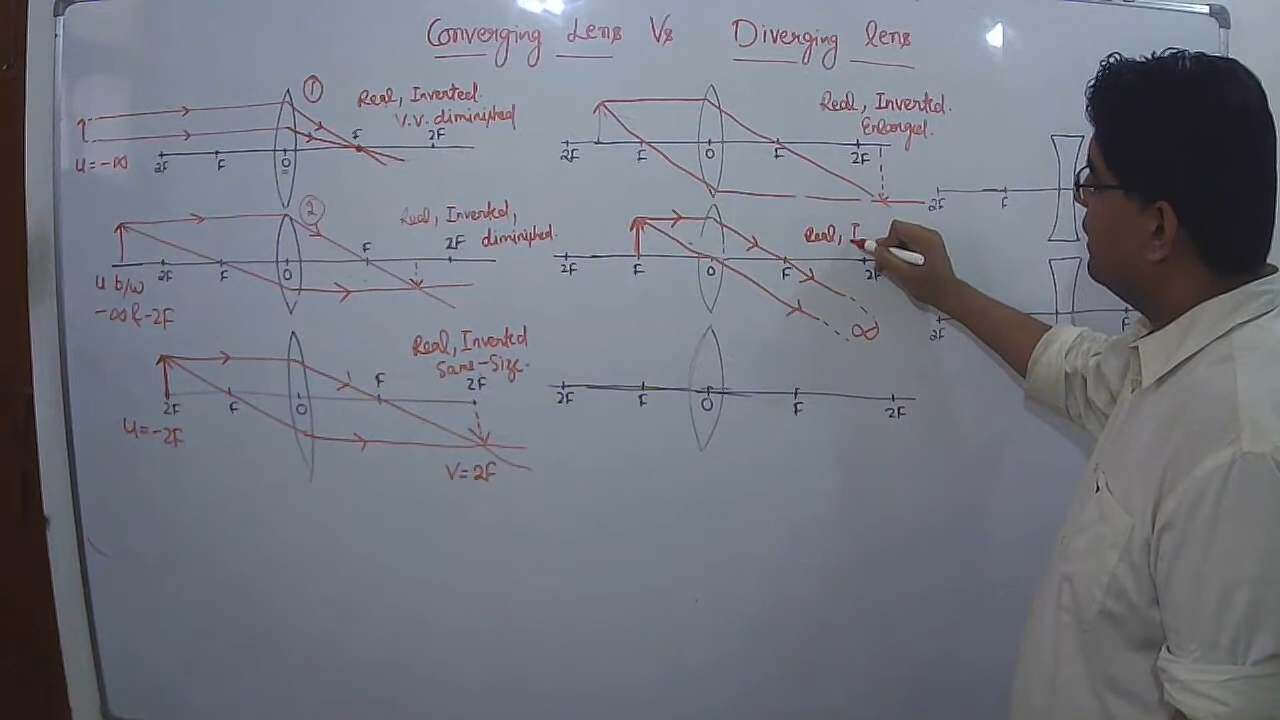 Converging Lens Vs Diverging lens
1
Real, Inverted.
V.V. diminished
u = -∞
2F F O F 2F
2
Real, Inverted,
diminished.
2F F O F 2F
u b/w
-∞ & -2F
Real, Inverted
Same-Size.
2F F O F 2F
u = -2F
V = 2F
Real, Inverted.
Enlarged.
2F F O F 2F
Real, I
2F F O F 2F
∞
2F F O F 2F
2F F
2F F